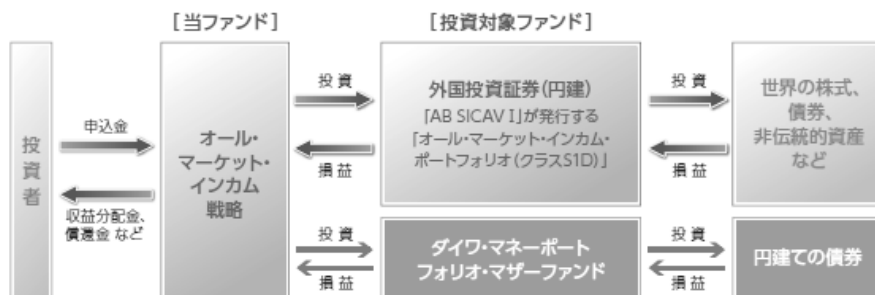 [当ファンド]
[投資対象ファンド]
投資者
申込金
収益分配金、
償還金 など
オール・
マーケット・
インカム
戦略
投 資
損 益
外国投資証券(円建)
「AB SICAV I」が発行する
「オール・マーケット・インカム・
ポートフォリオ(クラスS1D)」
投 資
損 益
世界の株式、
債券、
非伝統的資産
など
投 資
損 益
ダイワ・マネーポート
フォリオ・マザーファンド
投 資
損 益
円建ての債券